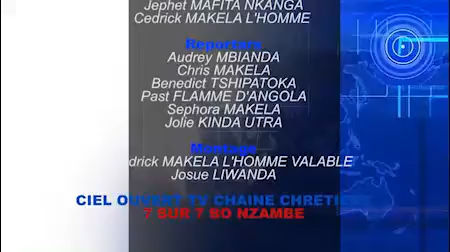 Jephet MAFITA NKANGA
Cedrick MAKELA L'HOMME
Reporters
Audrey MBIANDA
Chris MAKELA
Benedict TSHIPATOKA
Past FLAMME D'ANGOLA
Sephora MAKELA
Jolie KINDA UTRA
Montage
drick MAKELA L'HOMME VALABLE
Josue LIWANDA
CIEL OUVERT TV CHAINE CHRETIENNE
7 SUR 7 BO NZAMBE